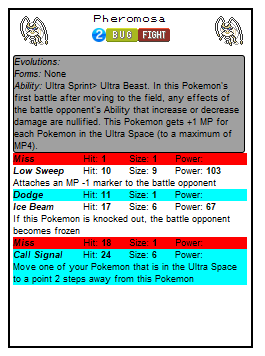 Pheromosa
2 BUG FIGHT
Evolutions:
Forms: None
Ability: Ultra Sprint> Ultra Beast. In this Pokemon's
first battle after moving to the field, any effects of
the battle opponent's Ability that increase or decrease
damage are nullified. This Pokemon gets +1 MP for
each Pokemon in the Ultra Space (to a maximum of
MP4).
Miss Hit: 1 Size: 1 Power:
Low Sweep Hit: 10 Size: 9 Power: 103
Attaches an MP -1 marker to the battle opponent
Dodge Hit: 11 Size: 1 Power:
Ice Beam Hit: 17 Size: 6 Power: 67
If this Pokemon is knocked out, the battle opponent
becomes frozen
Miss Hit: 18 Size: 1 Power:
Call Signal Hit: 24 Size: 6 Power:
Move one of your Pokemon that is in the Ultra Space
to a point 2 steps away from this Pokemon